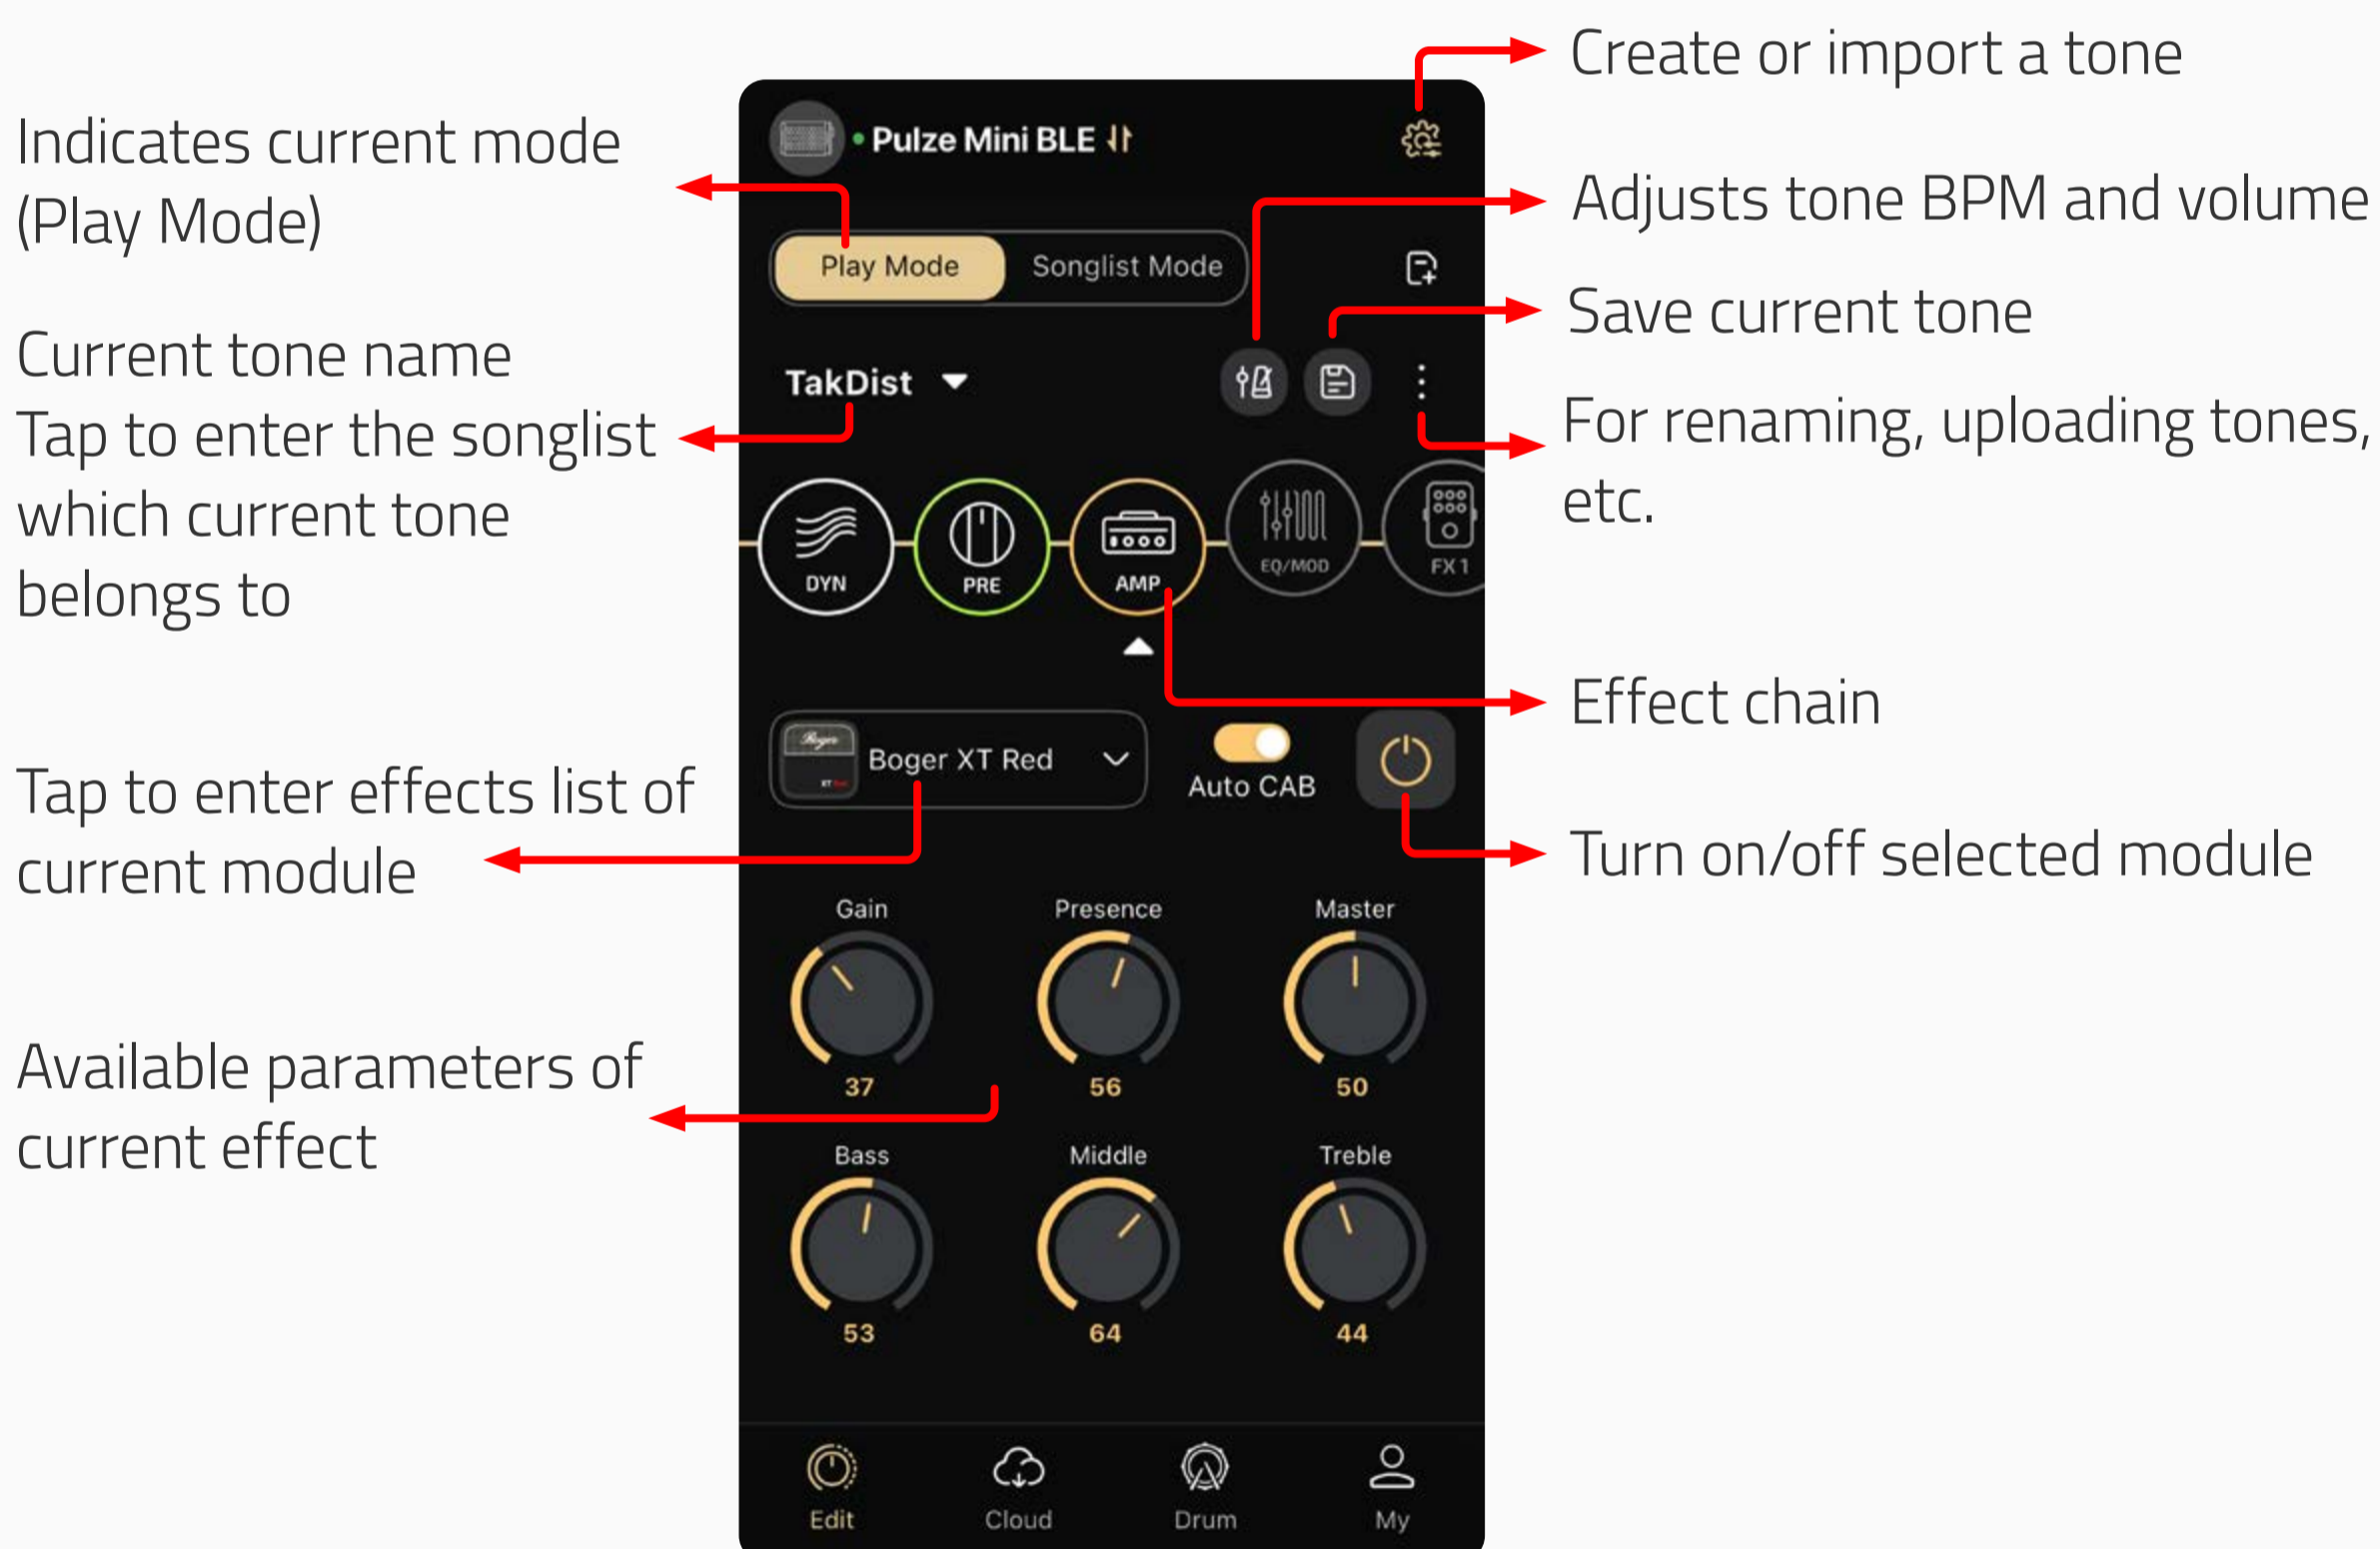 Indicates current mode
(Play Mode)
Current tone name
Tap to enter the songlist
which current tone
belongs to
Tap to enter effects list of
current module
Available parameters of
current effect
Pulze Mini BLE
Play Mode Songlist Mode
TakDist
DYN PRE AMP EQ/MOD FX 1
Boger
XT Red
Boger XT Red
Auto CAB
Gain Presence Master
37 56 50
Bass Middle Treble
53 64 44
Edit Cloud Drum My
Create or import a tone
Adjusts tone BPM and volume
Save current tone
For renaming, uploading tones,
etc.
Effect chain
Turn on/off selected module